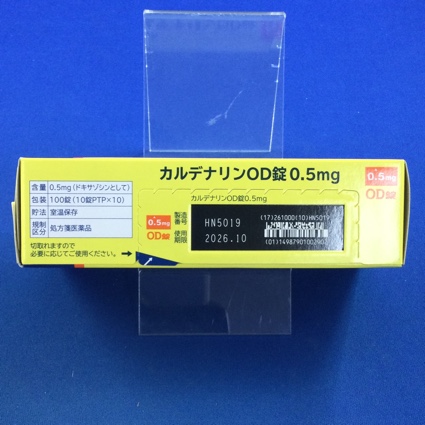 カルデナリンOD錠0.5mg
0.5mg
OD錠
含量 0.5mg(ドキサゾシンとして)
包装 100錠(10錠PTP×10)
貯法 室温保存
規制区分 処方箋医薬品
切取れますので
必要に応じてご使用ください。
0.5mg
OD錠
カルデナリンOD錠0.5mg
製造番号 HN5019
使用期限 2026.10
(17)261000(10)HN5019